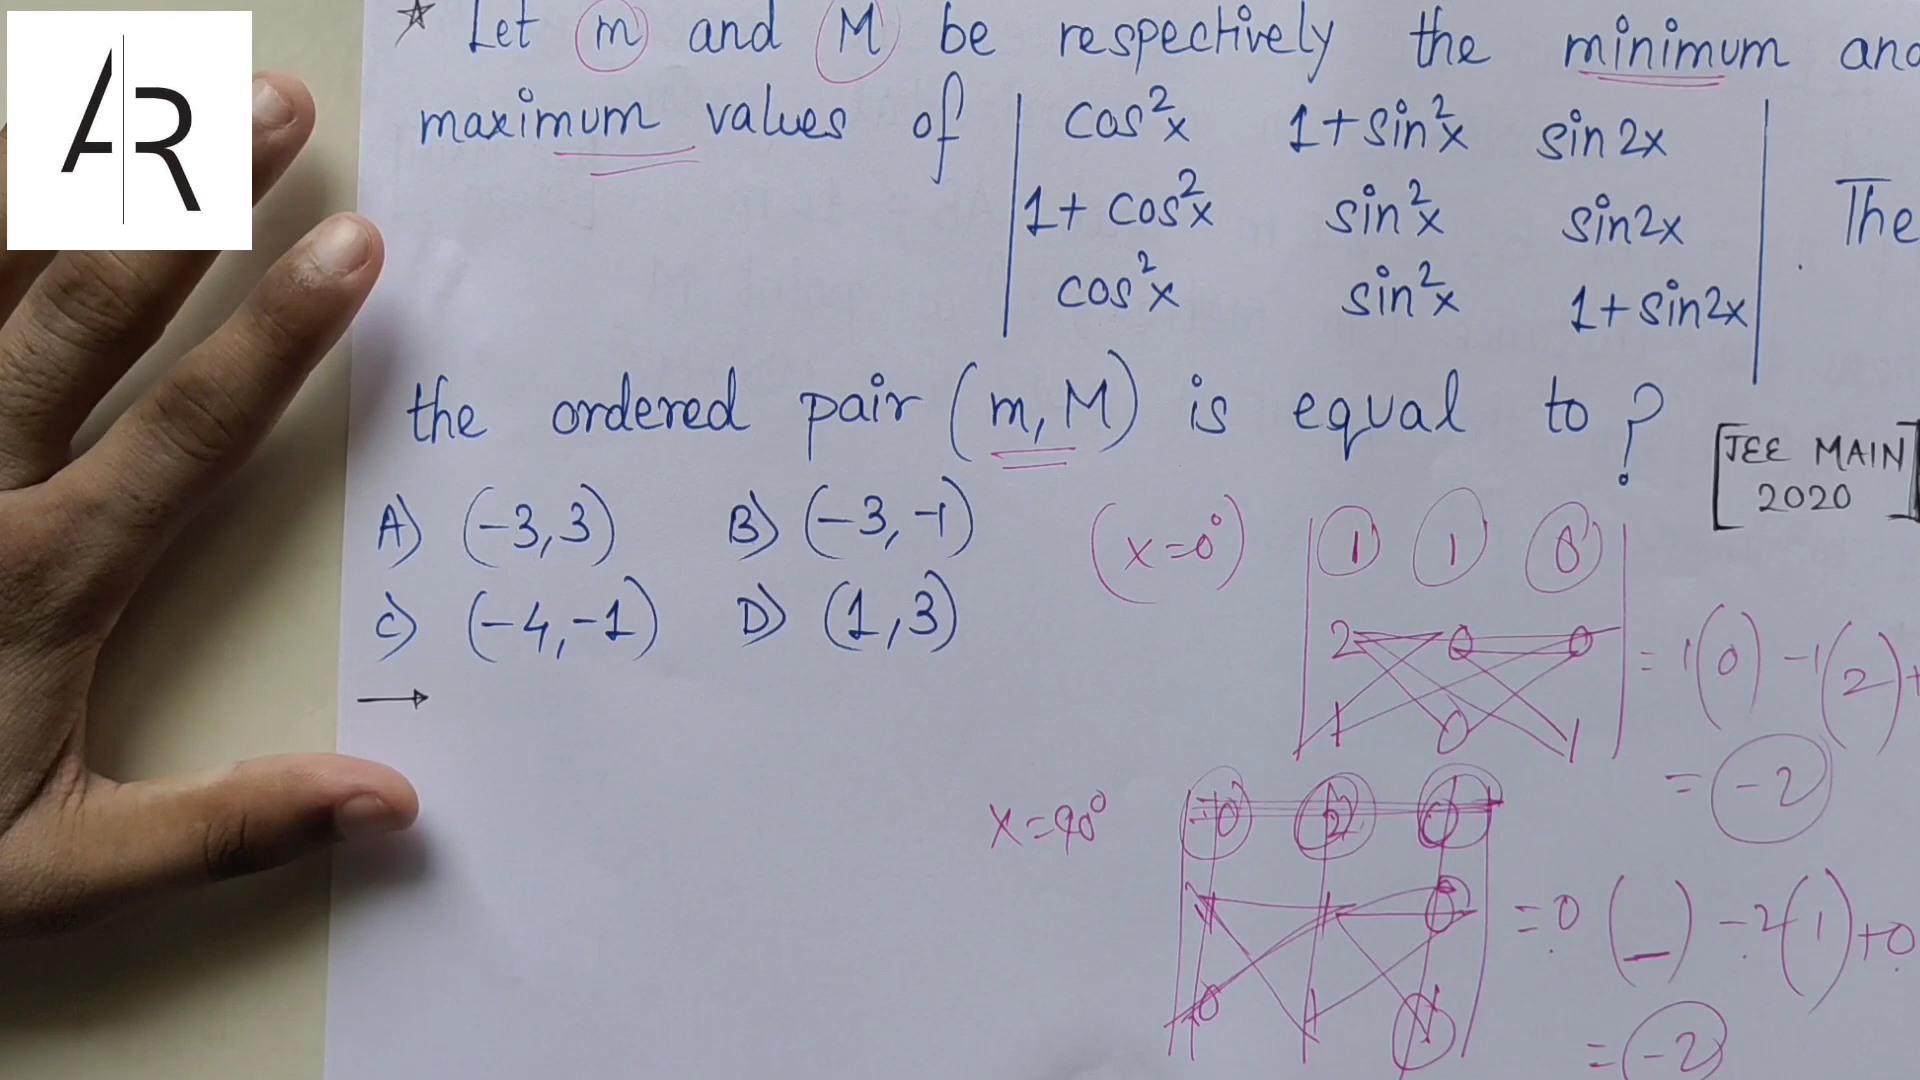 AR
☆ Let m and M be respectively the minimum and
maximum values of | cos²x 1+sin²x sin2x |
| 1+cos²x sin²x sin2x | The
| cos²x sin²x 1+sin2x |
the ordered pair (m,M) is equal to?
[JEE MAIN
2020]
A) (-3,3) B) (-3,-1)
C) (-4,-1) D) (1,3)
→
(x=0°) | 1 1 0 |
| 2 0 0 | = 1(0) -1(2)+
| 1 0 1 |
= -2
x=90° | 0 2 0 |
| 1 1 0 | = 0(_) -2(1)+0
| 0 1 1 |
= -2